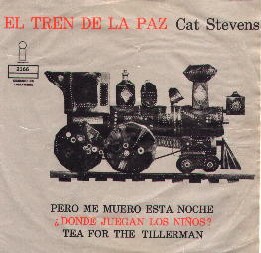 EL TREN DE LA PAZ Cat Stevens
i
2366
PERO ME MUERO ESTA NOCHE
¿DONDE JUEGAN LOS NIÑOS?
TEA FOR THE TILLERMAN